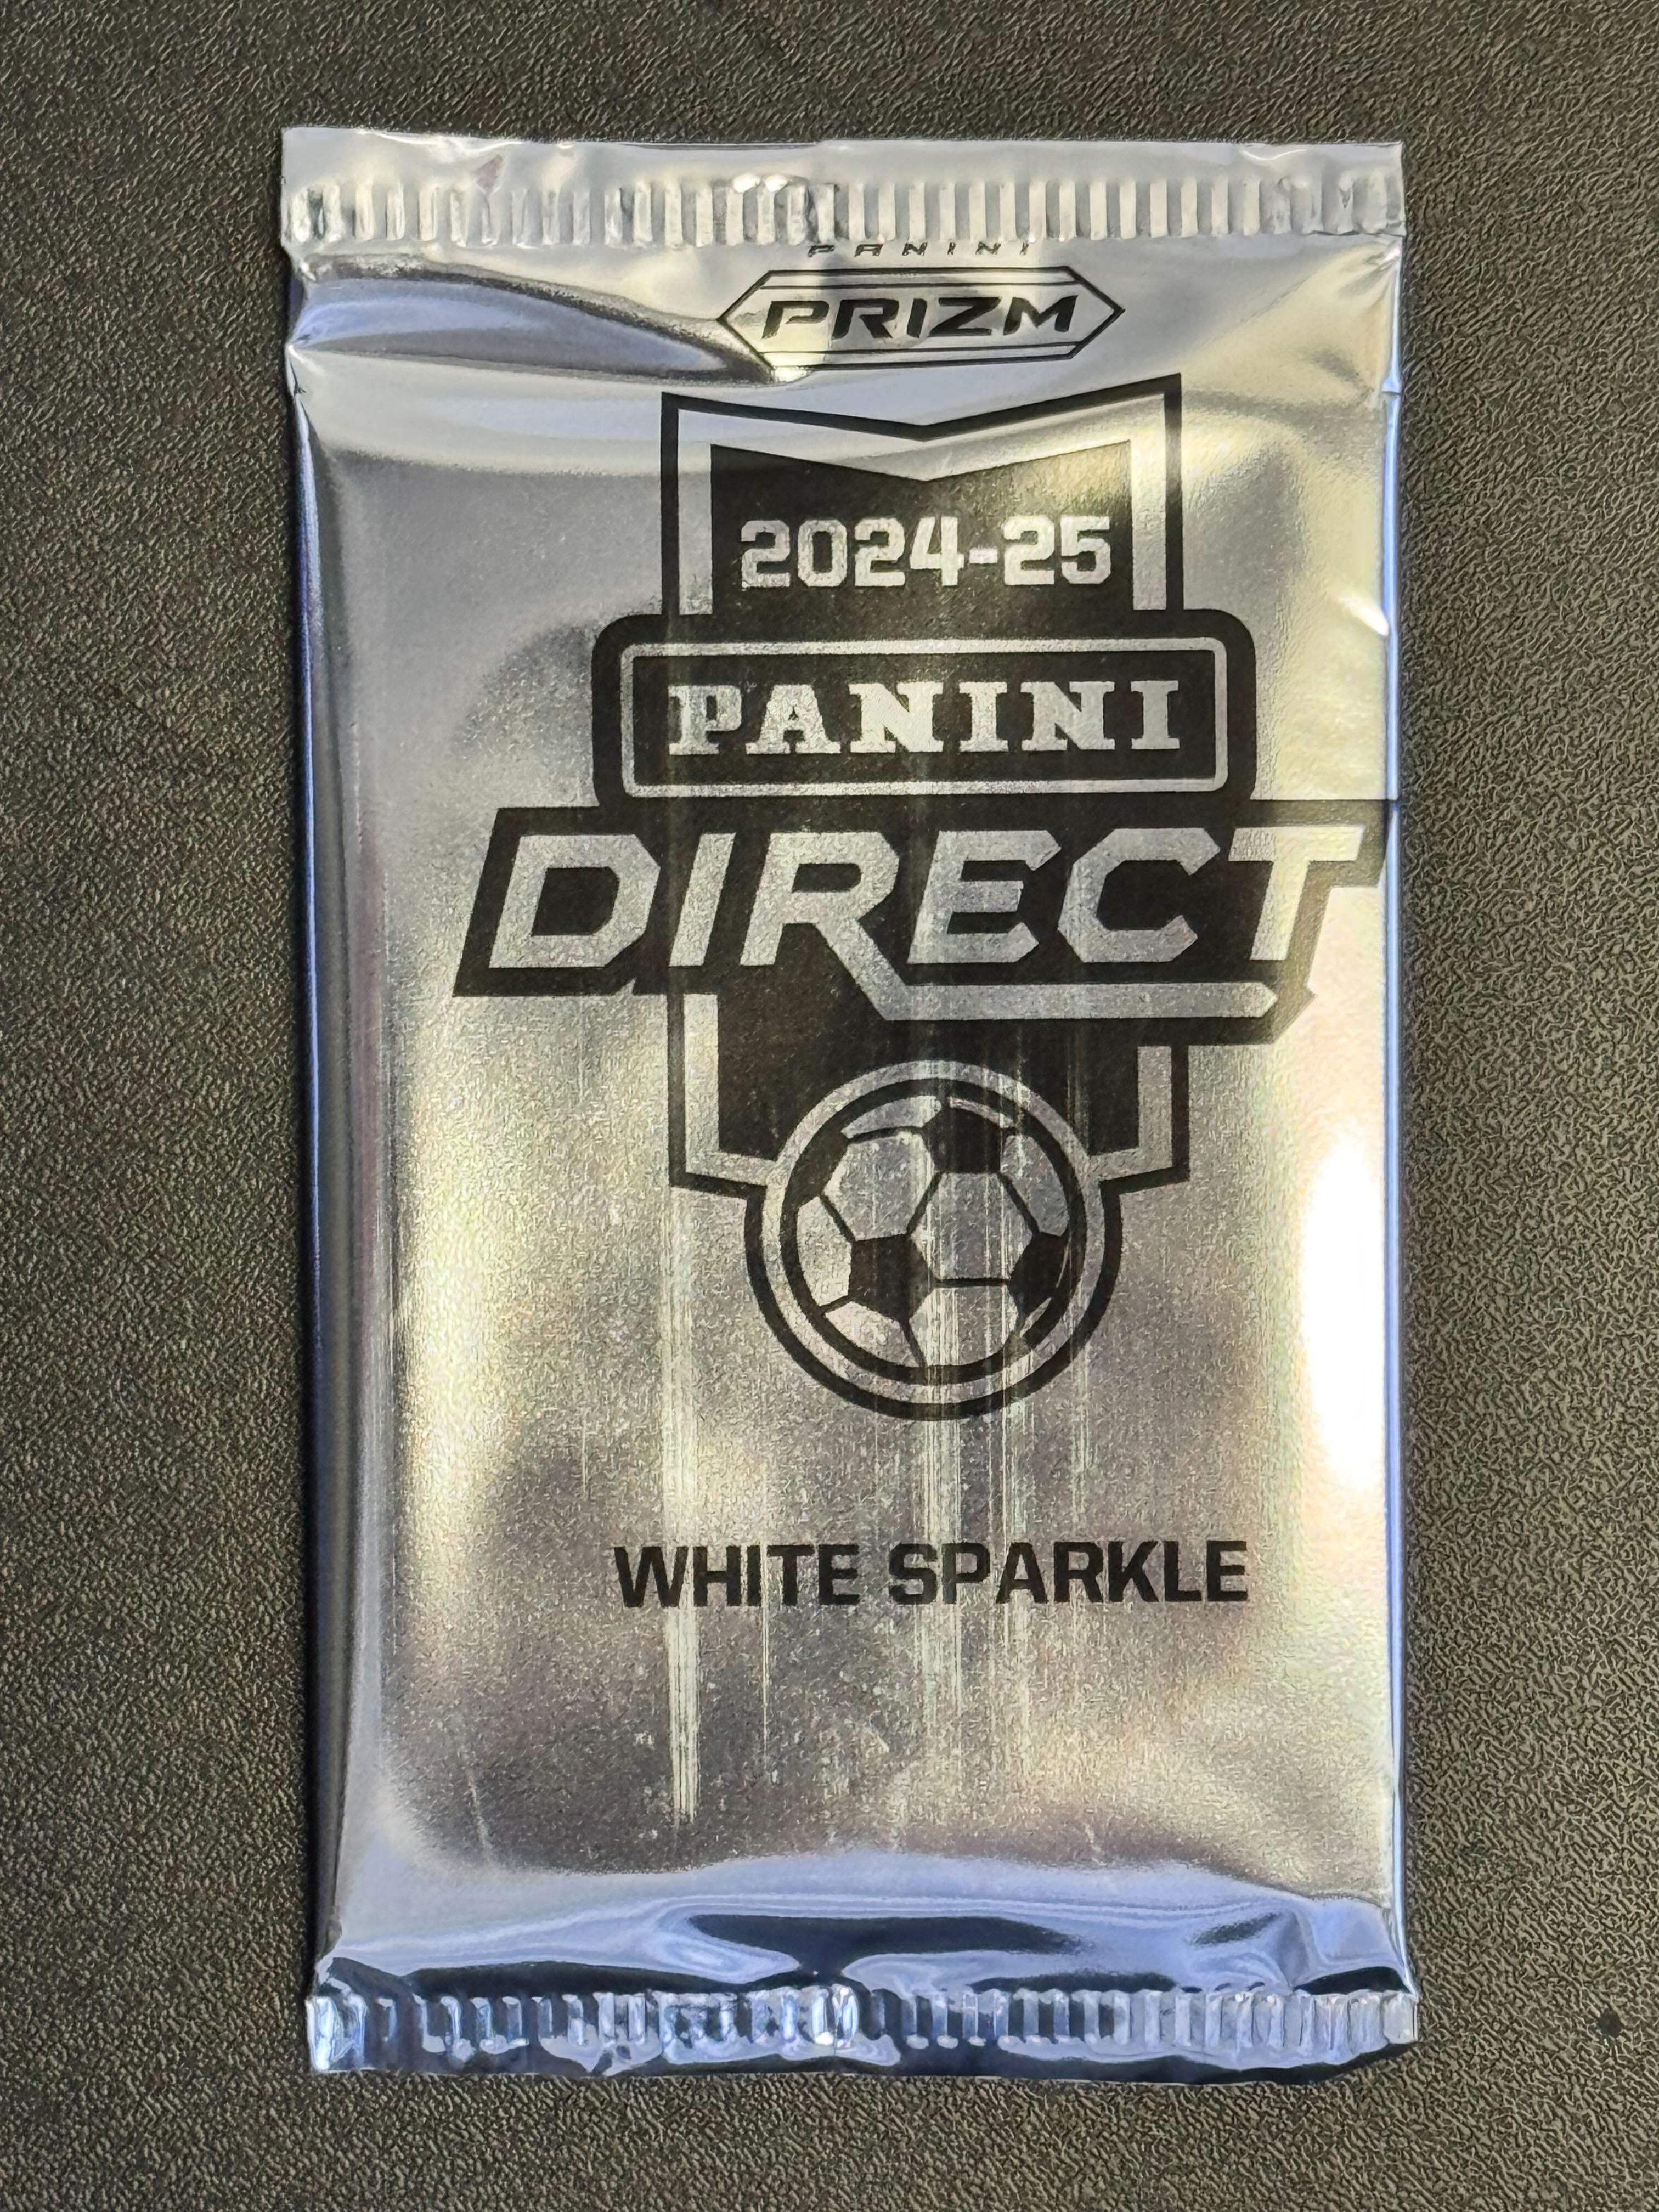 PANINI
PRIZM
2024-25
PANINI
DIRECT
WHITE SPARKLE